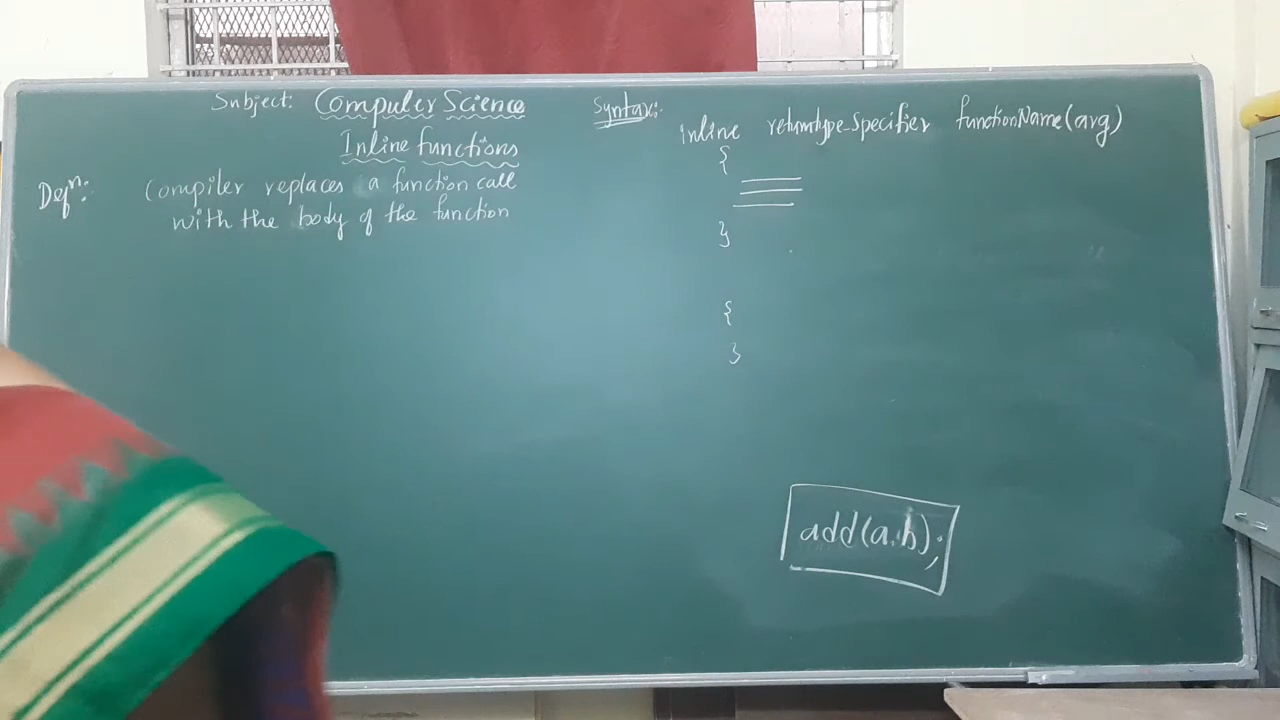 Subject: Computer Science
Inline functions
Defn: Compiler replaces a function call
with the body of the function
Syntax:-
inline returntype_Specifier functionName(arg)
{
}
{
}
add(a,b);